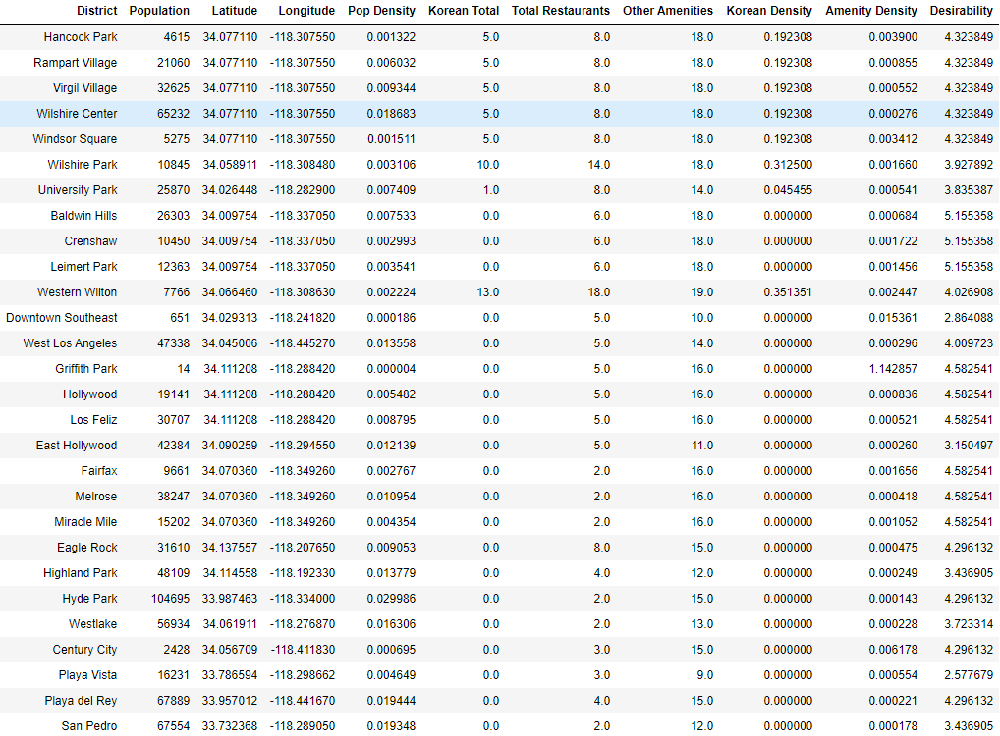 District Population Latitude Longitude Pop Density Korean Total Total Restaurants Other Amenities Korean Density Amenity Density Desirability
Hancock Park 4615 34.077110 -118.307550 0.001322 5.0 8.0 18.0 0.192308 0.003900 4.323849
Rampart Village 21060 34.077110 -118.307550 0.006032 5.0 8.0 18.0 0.192308 0.000855 4.323849
Virgil Village 32625 34.077110 -118.307550 0.009344 5.0 8.0 18.0 0.192308 0.000552 4.323849
Wilshire Center 65232 34.077110 -118.307550 0.018683 5.0 8.0 18.0 0.192308 0.000276 4.323849
Windsor Square 5275 34.077110 -118.307550 0.001511 5.0 8.0 18.0 0.192308 0.003412 4.323849
Wilshire Park 10845 34.058911 -118.308480 0.003106 10.0 14.0 18.0 0.312500 0.001660 3.927892
University Park 25870 34.026448 -118.282900 0.007409 1.0 8.0 14.0 0.045455 0.000541 3.835387
Baldwin Hills 26303 34.009754 -118.337050 0.007533 0.0 6.0 18.0 0.000000 0.000684 5.155358
Crenshaw 10450 34.009754 -118.337050 0.002993 0.0 6.0 18.0 0.000000 0.001722 5.155358
Leimert Park 12363 34.009754 -118.337050 0.003541 0.0 6.0 18.0 0.000000 0.001456 5.155358
Western Wilton 7766 34.066460 -118.308630 0.002224 13.0 18.0 19.0 0.351351 0.002447 4.026908
Downtown Southeast 651 34.029313 -118.241820 0.000186 0.0 5.0 10.0 0.000000 0.015361 2.864088
West Los Angeles 47338 34.045006 -118.445270 0.013558 0.0 5.0 14.0 0.000000 0.000296 4.009723
Griffith Park 14 34.111208 -118.288420 0.000004 0.0 5.0 16.0 0.000000 1.142857 4.582541
Hollywood 19141 34.111208 -118.288420 0.005482 0.0 5.0 16.0 0.000000 0.000836 4.582541
Los Feliz 30707 34.111208 -118.288420 0.008795 0.0 5.0 16.0 0.000000 0.000521 4.582541
East Hollywood 42384 34.090259 -118.294550 0.012139 0.0 5.0 11.0 0.000000 0.000260 3.150497
Fairfax 9661 34.070360 -118.349260 0.002767 0.0 2.0 16.0 0.000000 0.001656 4.582541
Melrose 38247 34.070360 -118.349260 0.010954 0.0 2.0 16.0 0.000000 0.000418 4.582541
Miracle Mile 15202 34.070360 -118.349260 0.004354 0.0 2.0 16.0 0.000000 0.001052 4.582541
Eagle Rock 31610 34.137557 -118.207650 0.009053 0.0 8.0 15.0 0.000000 0.000475 4.296132
Highland Park 48109 34.114558 -118.192330 0.013779 0.0 4.0 12.0 0.000000 0.000249 3.436905
Hyde Park 104695 33.987463 -118.334000 0.029986 0.0 2.0 15.0 0.000000 0.000143 4.296132
Westlake 56934 34.061911 -118.276870 0.016306 0.0 2.0 13.0 0.000000 0.000228 3.723314
Century City 2428 34.056709 -118.411830 0.000695 0.0 3.0 15.0 0.000000 0.006178 4.296132
Playa Vista 16231 33.786594 -118.298662 0.004649 0.0 3.0 9.0 0.000000 0.000554 2.577679
Playa del Rey 67889 33.957012 -118.441670 0.019444 0.0 4.0 15.0 0.000000 0.000221 4.296132
San Pedro 67554 33.732368 -118.289050 0.019348 0.0 2.0 12.0 0.000000 0.000178 3.436905